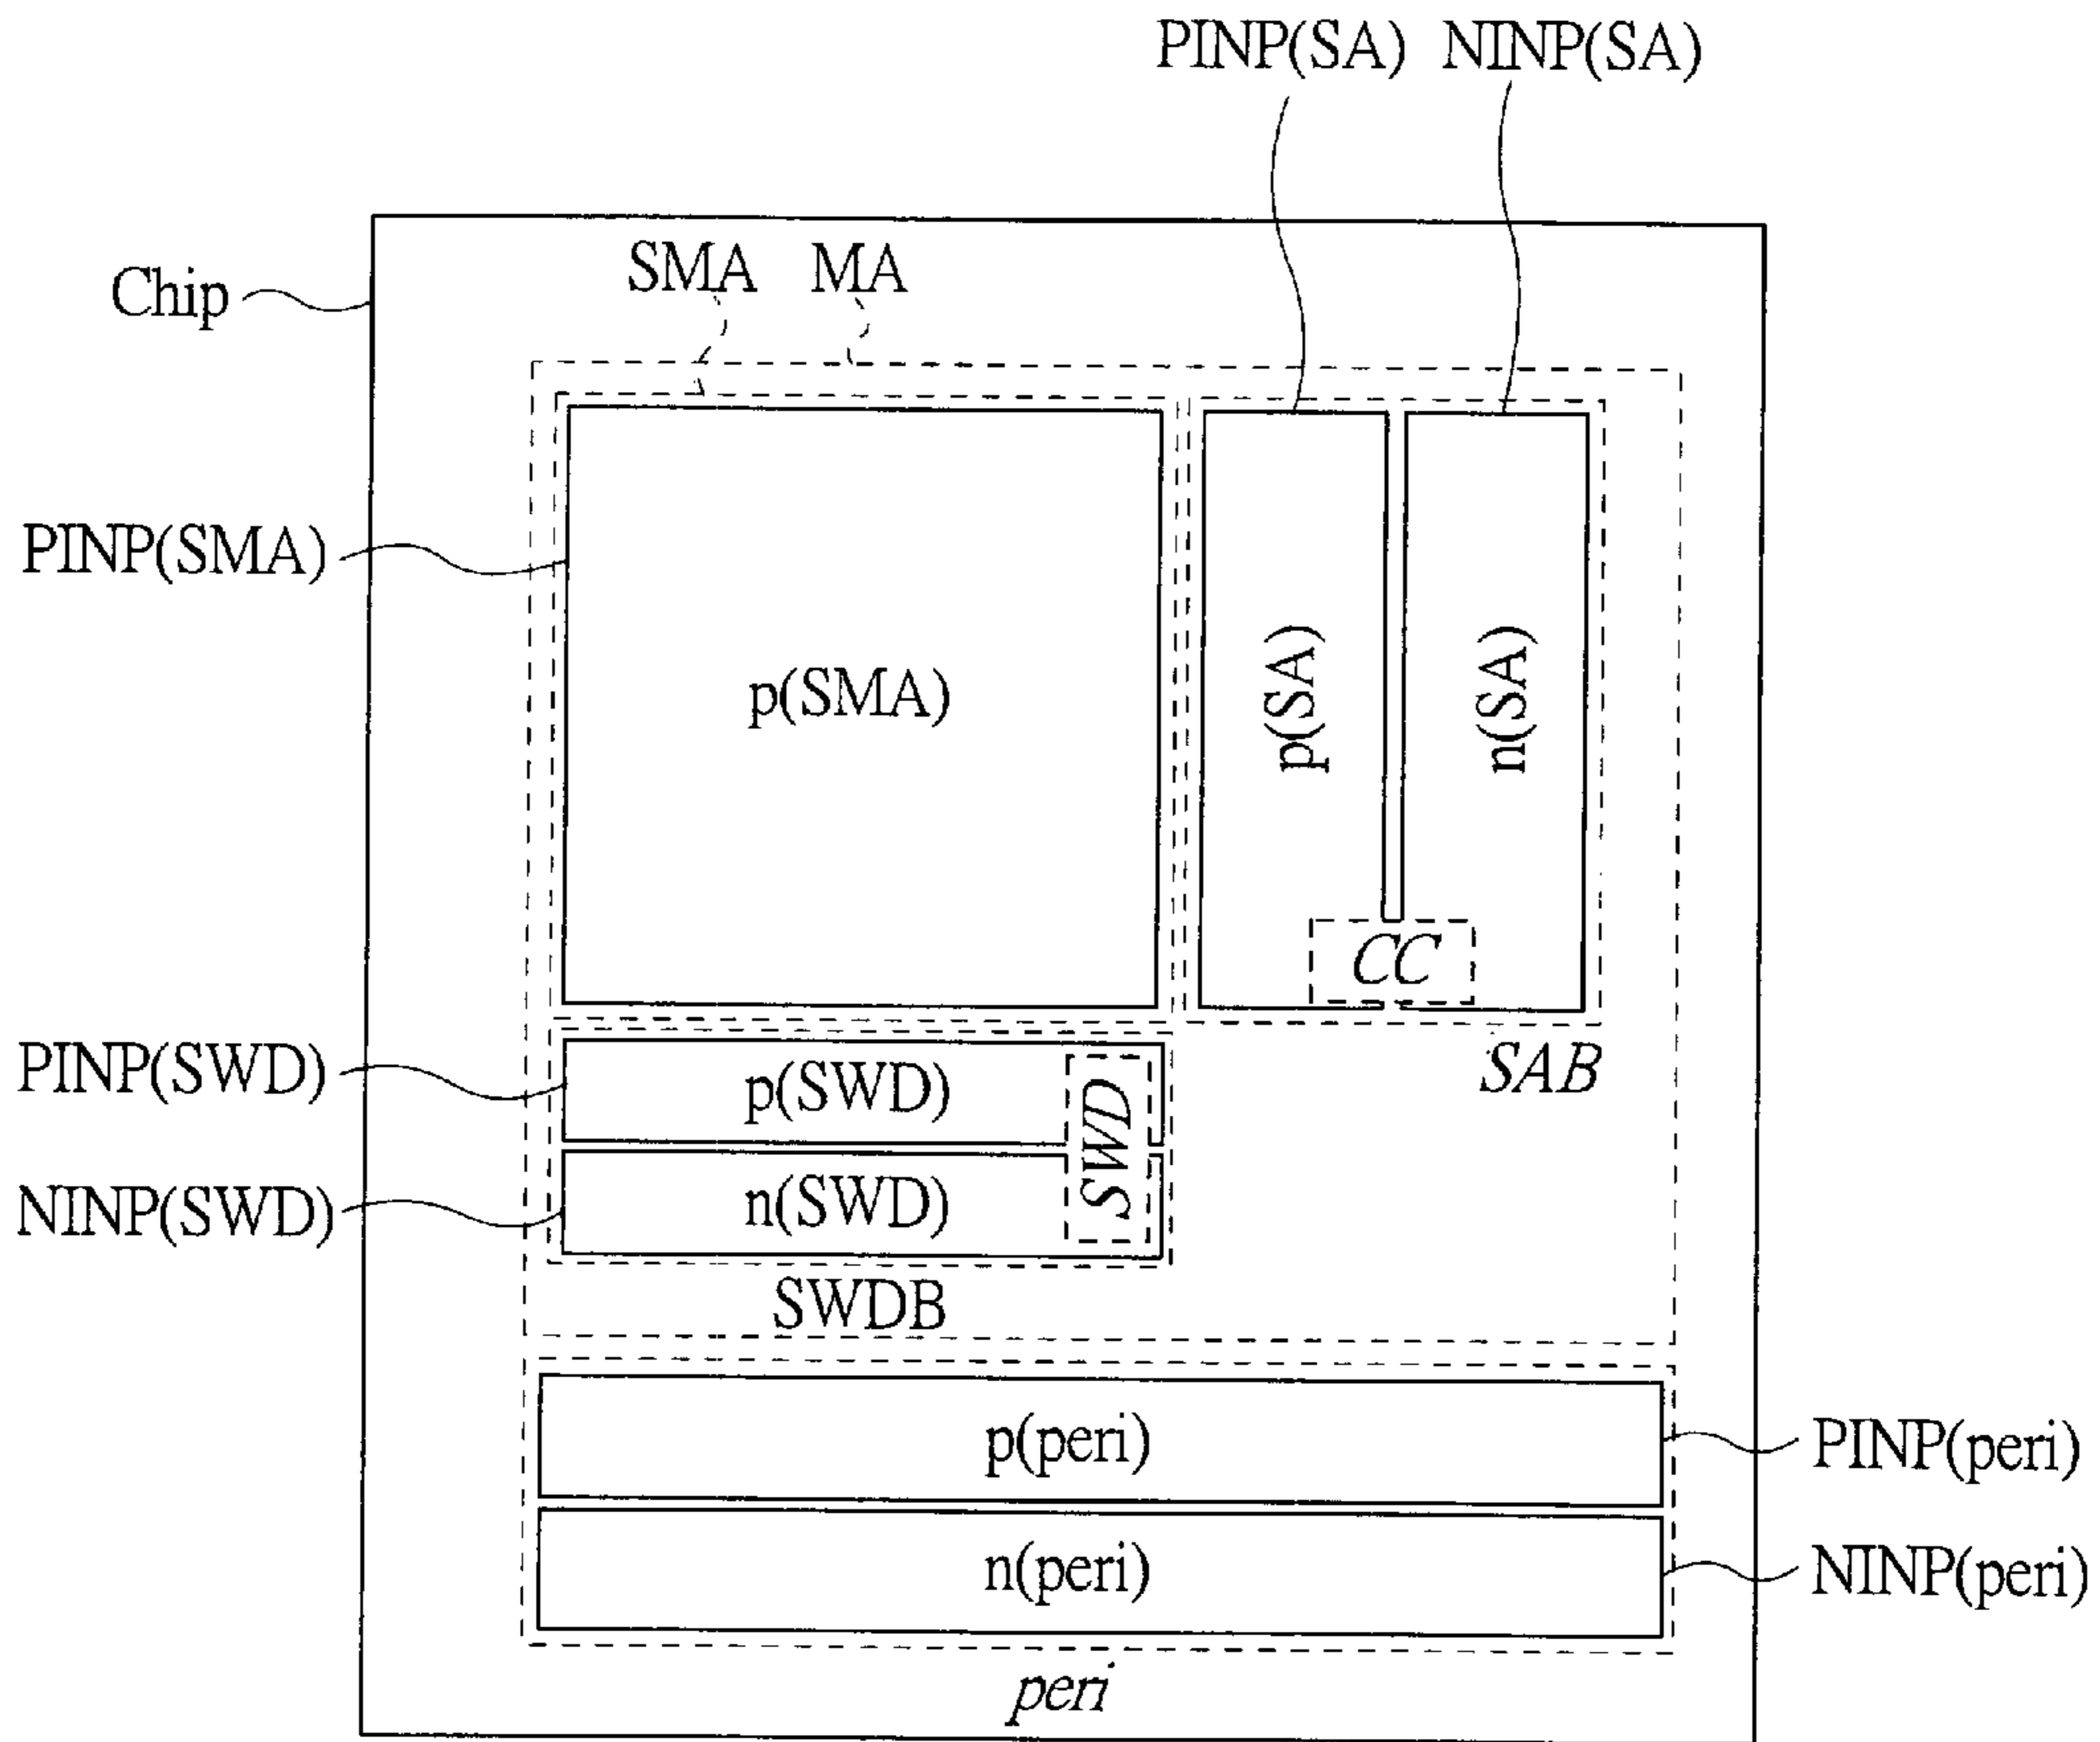 PINP(SA) NINP(SA)
SMA MA
Chip
PINP(SMA)
p(SMA)
p(SA)
n(SA)
CC
SAB
PINP(SWD)
p(SWD)
SWD
NINP(SWD)
n(SWD)
SWDB
p(peri)
PINP(peri)
n(peri)
NINP(peri)
peri